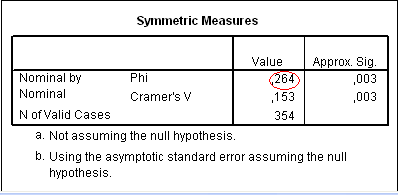 Symmetric Measures
Value Approx. Sig.
Nominal by Phi ,264 ,003
Nominal Cramer's V ,153 ,003
N of Valid Cases 354
a. Not assuming the null hypothesis.
b. Using the asymptotic standard error assuming the null
hypothesis.